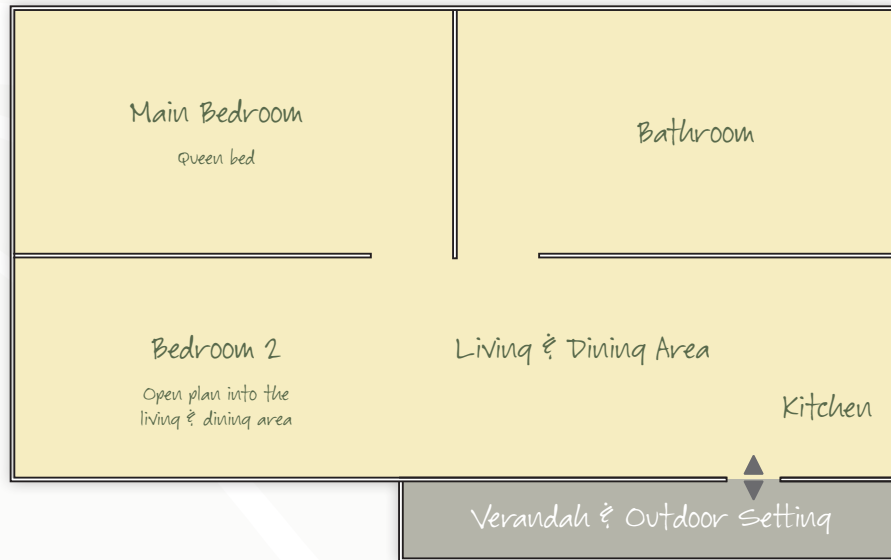 Main Bedroom
Queen bed
Bathroom
Bedroom 2
Open plan into the
living & dining area
Living & Dining Area
Kitchen
Verandah & Outdoor Setting